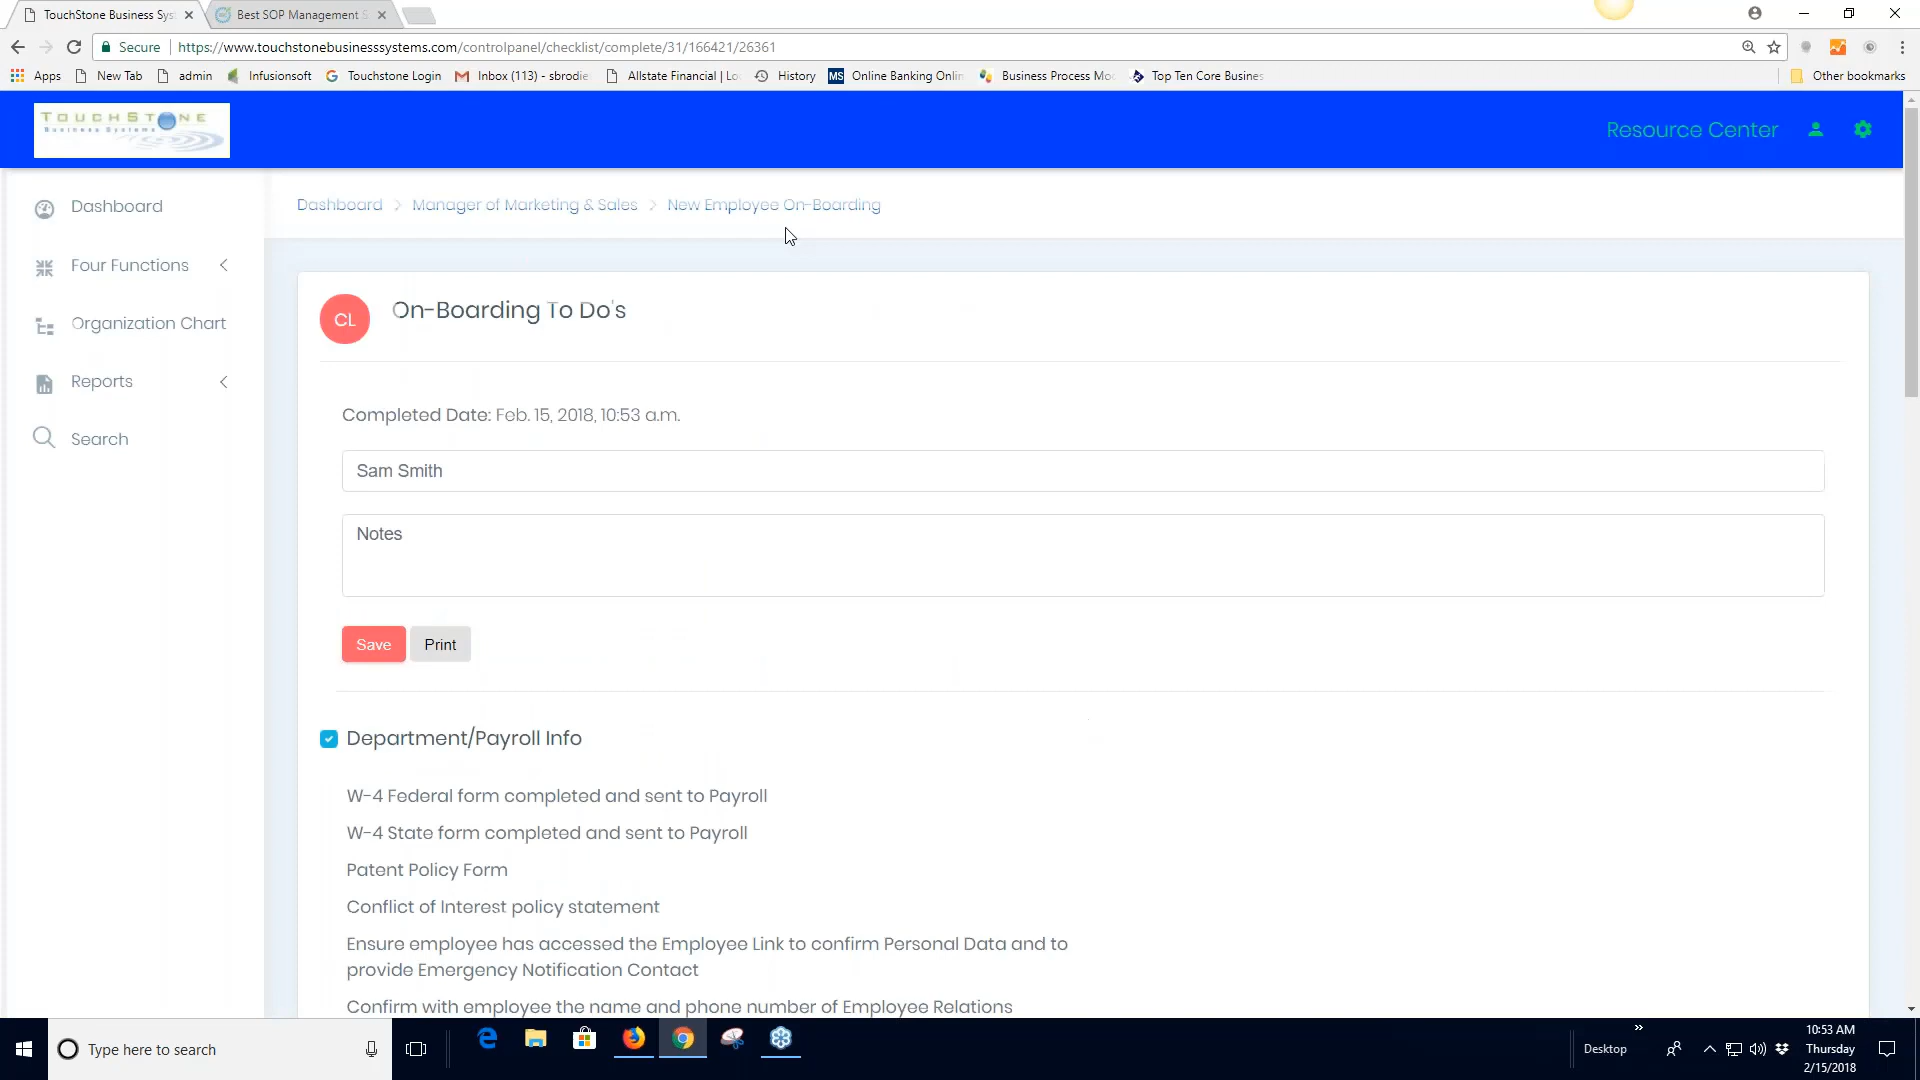 TouchStone Business Sys
Best SOP Management S
Secure
https://www.touchstonebusinesssystems.com/controlpanel/checklist/complete/31/166421/26361
Apps
New Tab
admin
Infusionsoft
Touchstone Login
Inbox (113) - sbrodie
Allstate Financial | Lo
History
MS
Online Banking Onlin
Business Process Mo
Top Ten Core Busines
Other bookmarks
TOUCHSTONE
Business Systems
Resource Center
Dashboard
Four Functions
Organization Chart
Reports
Search
Dashboard > Manager of Marketing & Sales > New Employee On-Boarding
CL
On-Boarding To Do's
Completed Date: Feb. 15, 2018, 10:53 a.m.
Sam Smith
Notes
Save
Print
Department/Payroll Info
W-4 Federal form completed and sent to Payroll
W-4 State form completed and sent to Payroll
Patent Policy Form
Conflict of Interest policy statement
Ensure employee has accessed the Employee Link to confirm Personal Data and to
provide Emergency Notification Contact
Confirm with employee the name and phone number of Employee Relations
Type here to search
Desktop
10:53 AM
Thursday
2/15/2018